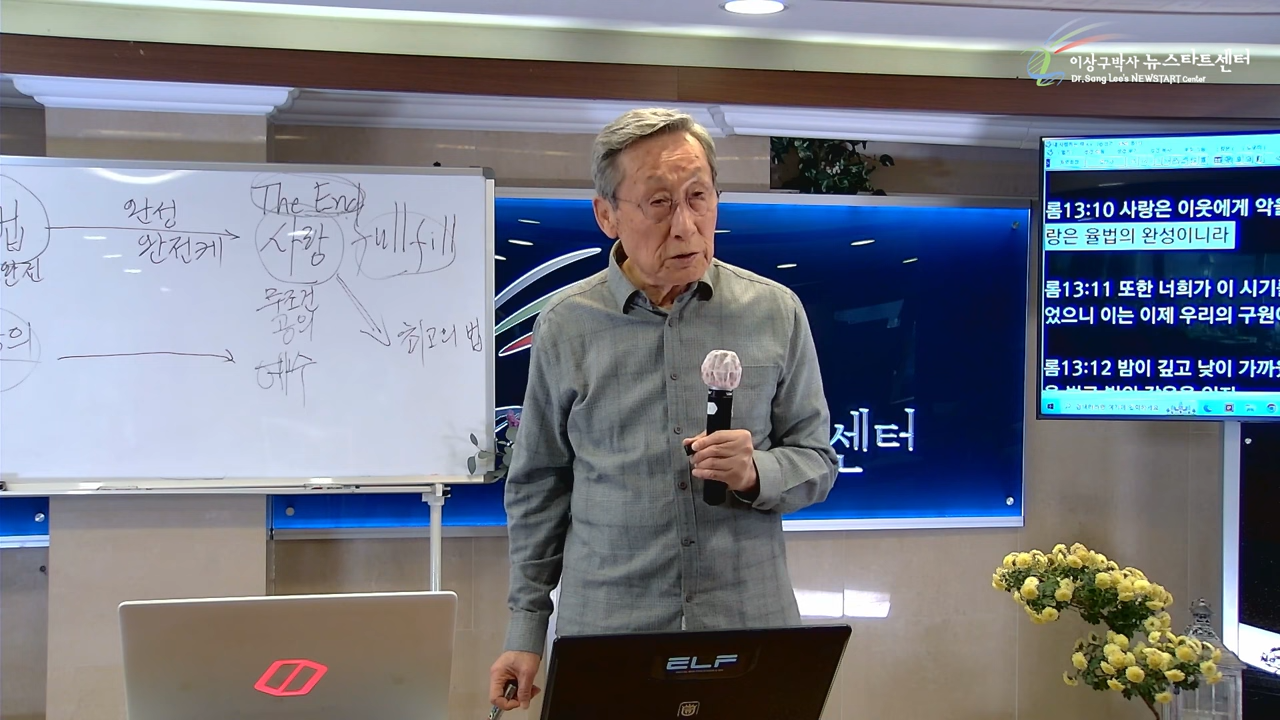 이상구박사 뉴스타트센터
Dr. Sang Lee's NEWSTART Center
법
완전
완성
완전케
The End
사랑
Fullfill
무조건
공의
예수
최고의 법
의
센터
롬13:10 사랑은 이웃에게 악을
랑은 율법의 완성이니라
롬13:11 또한 너희가 이 시기를
었으니 이는 이제 우리의 구원이
롬13:12 밤이 깊고 낮이 가까
ELF